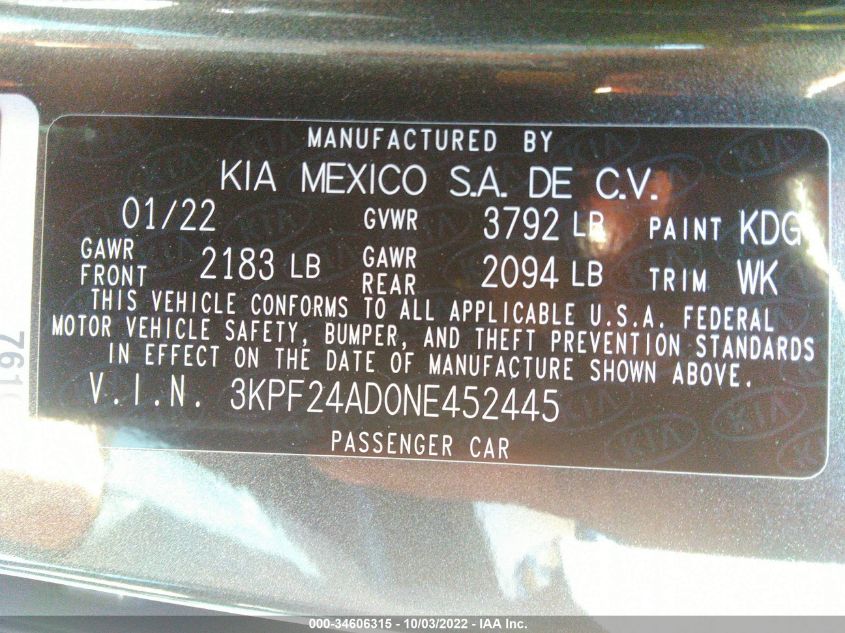 MANUFACTURED BY
KIA MEXICO S.A. DE C.V.
01/22 GVWR 3792 LB PAINT KDG
GAWR FRONT 2183 LB GAWR REAR 2094 LB TRIM WK
THIS VEHICLE CONFORMS TO ALL APPLICABLE U.S.A. FEDERAL
MOTOR VEHICLE SAFETY, BUMPER, AND THEFT PREVENTION STANDARDS
IN EFFECT ON THE DATE OF MANUFACTURE SHOWN ABOVE.
V.I.N. 3KPF24AD0NE452445
PASSENGER CAR
000-34606315 - 10/03/2022 - IAA Inc.